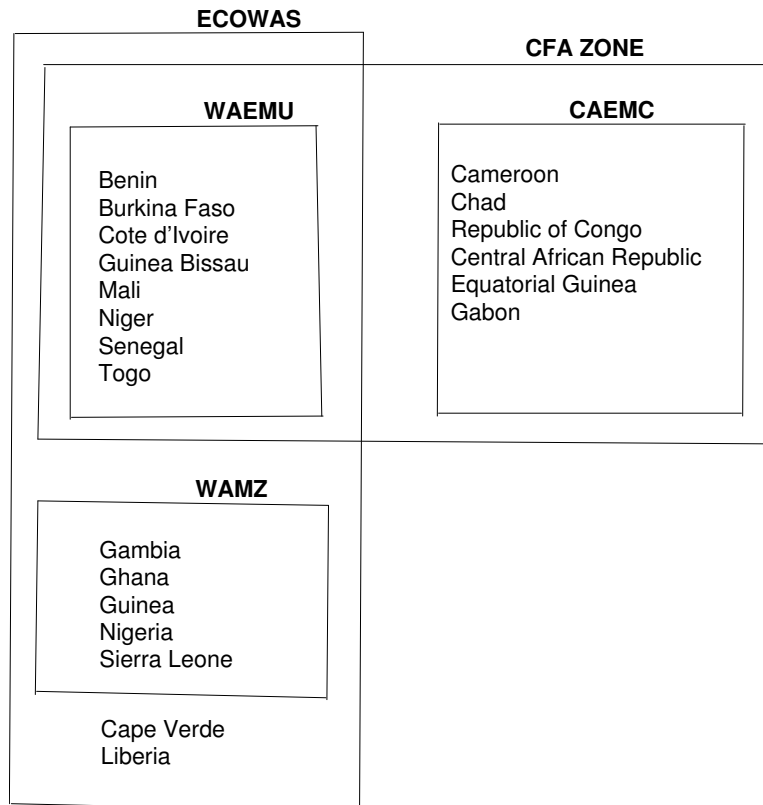 ECOWAS
CFA ZONE
WAEMU
Benin
Burkina Faso
Cote d'Ivoire
Guinea Bissau
Mali
Niger
Senegal
Togo
CAEMC
Cameroon
Chad
Republic of Congo
Central African Republic
Equatorial Guinea
Gabon
WAMZ
Gambia
Ghana
Guinea
Nigeria
Sierra Leone
Cape Verde
Liberia